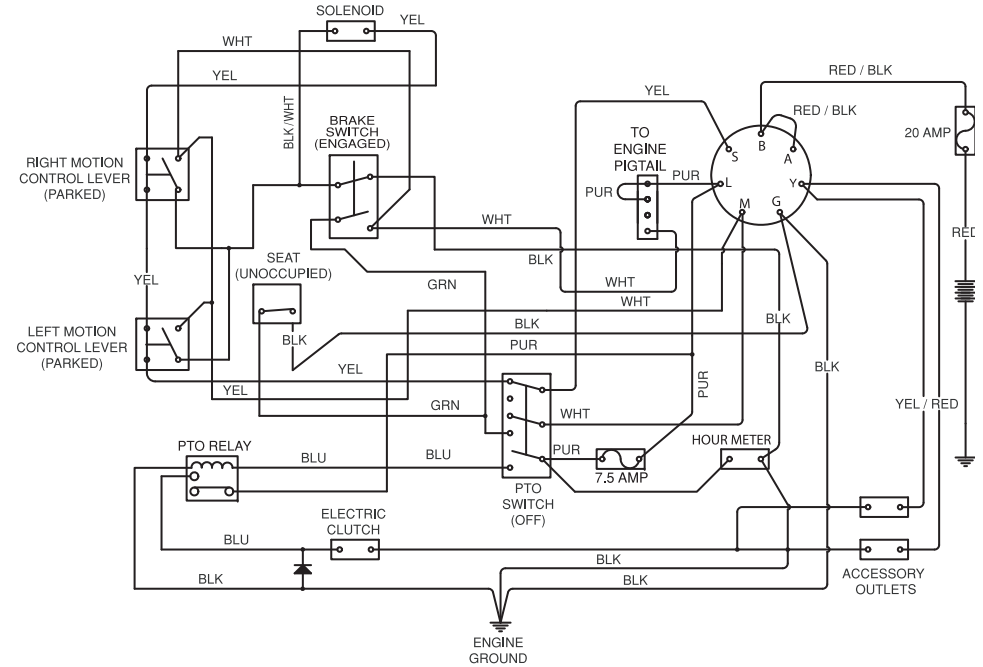 SOLENOID
YEL
WHT
YEL
RED / BLK
YEL
RED / BLK
BLK/WHT
BRAKE
SWITCH
(ENGAGED)
TO
ENGINE
PIGTAIL
20 AMP
B
S
A
RIGHT MOTION
CONTROL LEVER
(PARKED)
PUR
PUR
L
Y
M
G
WHT
RED
SEAT
(UNOCCUPIED)
BLK
YEL
GRN
WHT
WHT
LEFT MOTION
CONTROL LEVER
(PARKED)
BLK
BLK
BLK
PUR
YEL
BLK
YEL
PUR
GRN
WHT
YEL / RED
PTO RELAY
HOUR METER
BLU
BLU
PUR
7.5 AMP
PTO
SWITCH
(OFF)
ELECTRIC
CLUTCH
BLU
BLK
ACCESSORY
OUTLETS
BLK
BLK
ENGINE
GROUND